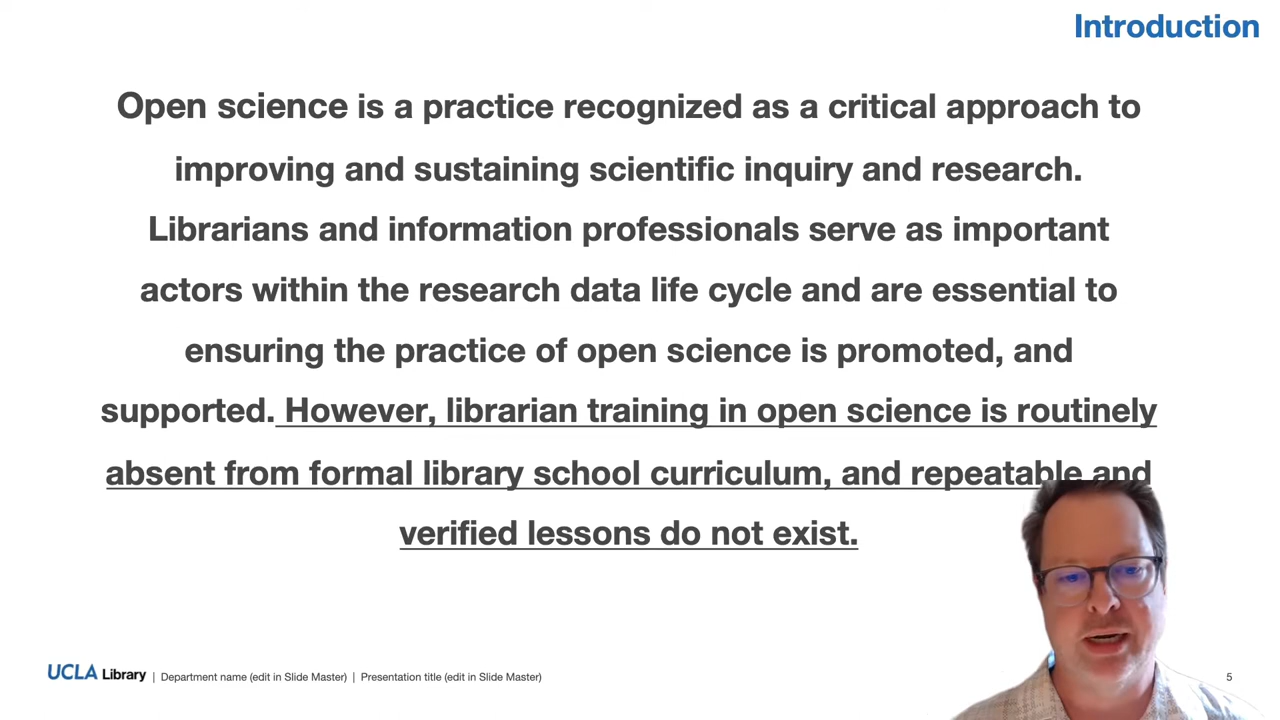 Introduction
Open science is a practice recognized as a critical approach to
improving and sustaining scientific inquiry and research.
Librarians and information professionals serve as important
actors within the research data life cycle and are essential to
ensuring the practice of open science is promoted, and
supported. However, librarian training in open science is routinely
absent from formal library school curriculum, and repeatable and
verified lessons do not exist.
UCLA Library | Department name (edit in Slide Master) | Presentation title (edit in Slide Master)
5